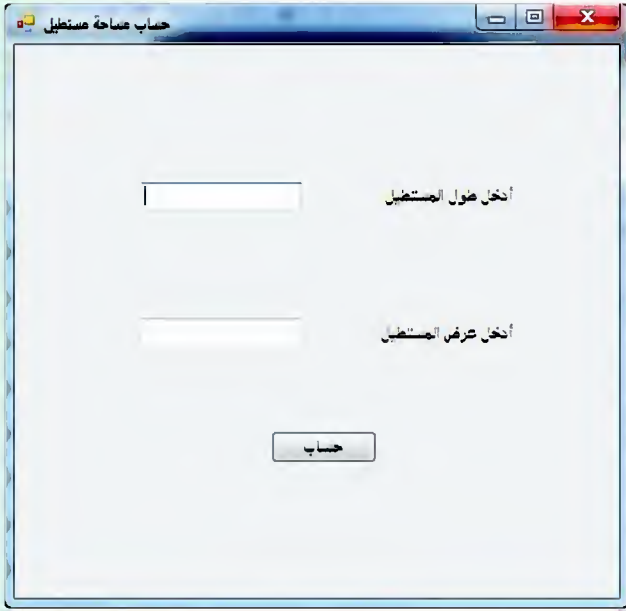 حساب مساحة مستطيل
أدخل طول المستطيل
أدخل عرض المستطيل
حساب